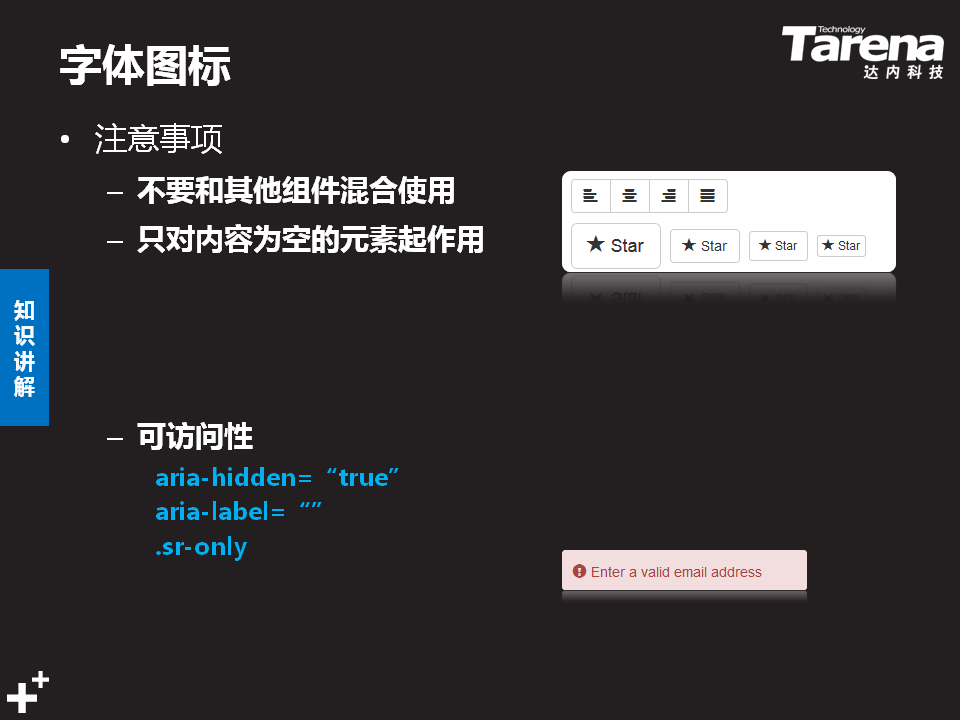 字体图标
Technology
Tarena
达内科技
• 注意事项
– 不要和其他组件混合使用
– 只对内容为空的元素起作用
Star Star Star Star
知识讲解
– 可访问性
aria-hidden= “true”
aria-label= “”
.sr-only
Enter a valid email address